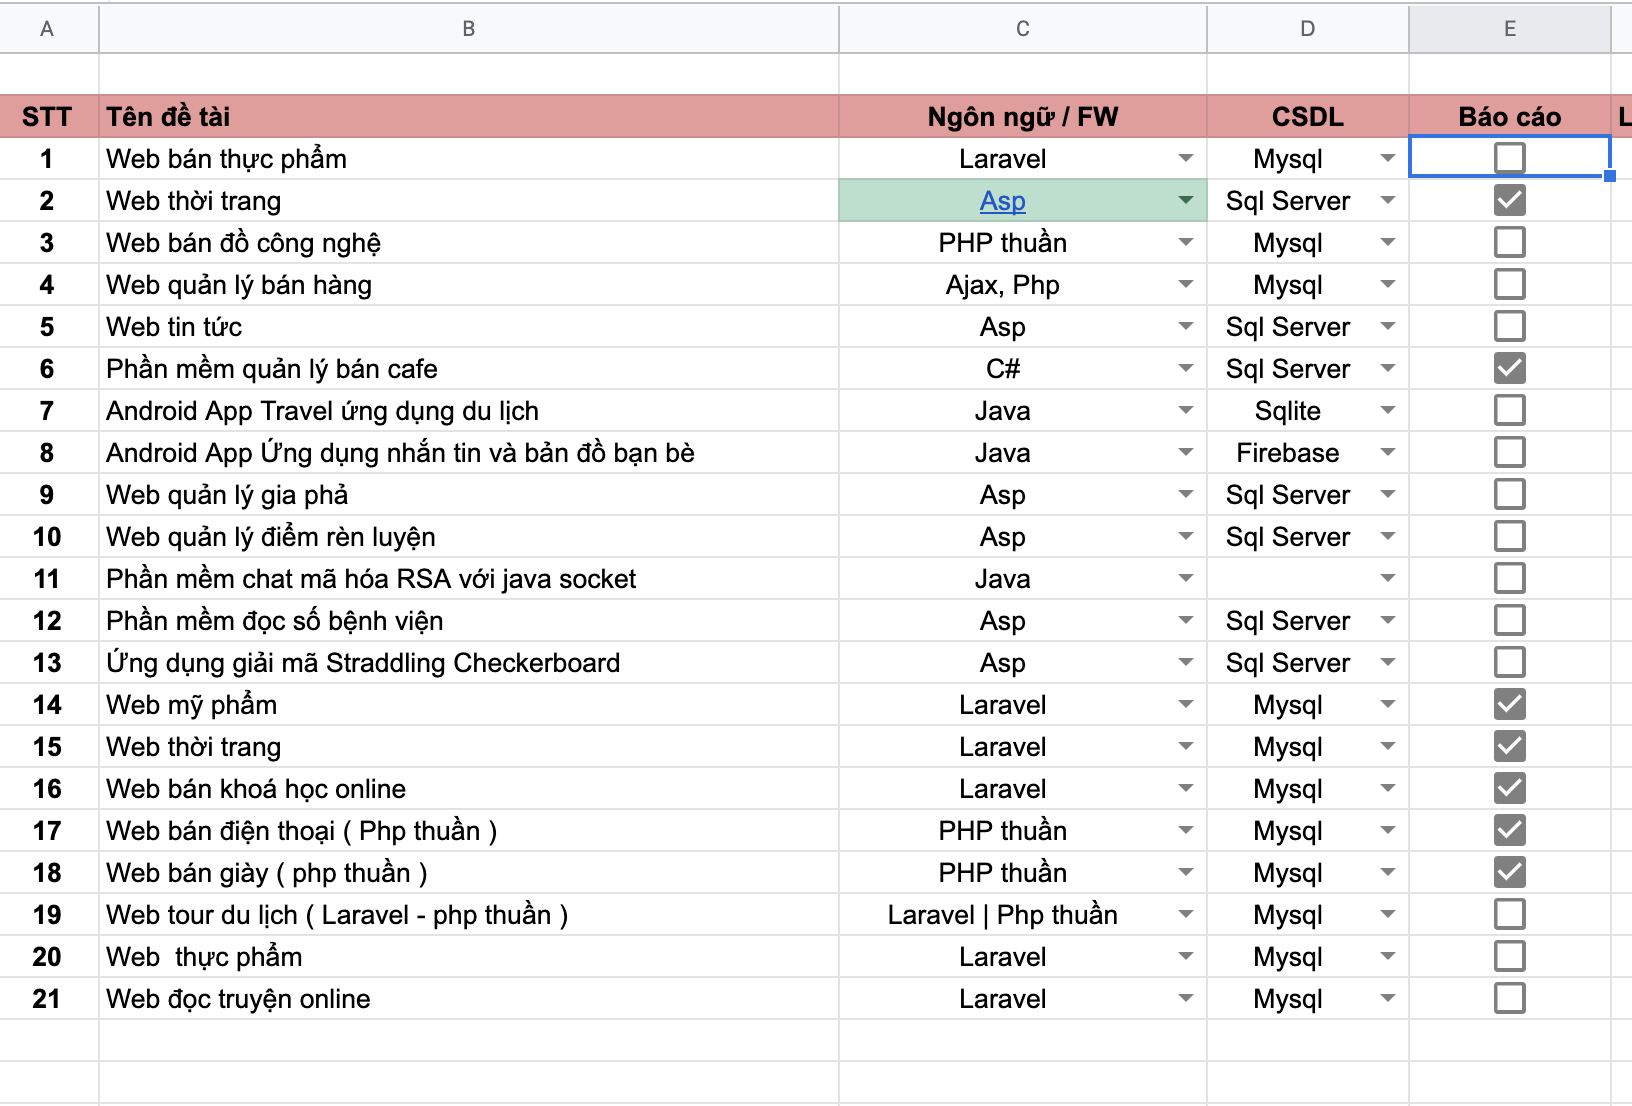 A B C D E
STT Tên đề tài Ngôn ngữ / FW CSDL Báo cáo L
1 Web bán thực phẩm Laravel Mysql
2 Web thời trang Asp Sql Server
3 Web bán đồ công nghệ PHP thuần Mysql
4 Web quản lý bán hàng Ajax, Php Mysql
5 Web tin tức Asp Sql Server
6 Phần mềm quản lý bán cafe C# Sql Server
7 Android App Travel ứng dụng du lịch Java Sqlite
8 Android App Ứng dụng nhắn tin và bản đồ bạn bè Java Firebase
9 Web quản lý gia phả Asp Sql Server
10 Web quản lý điểm rèn luyện Asp Sql Server
11 Phần mềm chat mã hóa RSA với java socket Java
12 Phần mềm đọc số bệnh viện Asp Sql Server
13 Ứng dụng giải mã Straddling Checkerboard Asp Sql Server
14 Web mỹ phẩm Laravel Mysql
15 Web thời trang Laravel Mysql
16 Web bán khoá học online Laravel Mysql
17 Web bán điện thoại ( Php thuần ) PHP thuần Mysql
18 Web bán giày ( php thuần ) PHP thuần Mysql
19 Web tour du lịch ( Laravel - php thuần ) Laravel | Php thuần Mysql
20 Web  thực phẩm Laravel Mysql
21 Web đọc truyện online Laravel Mysql